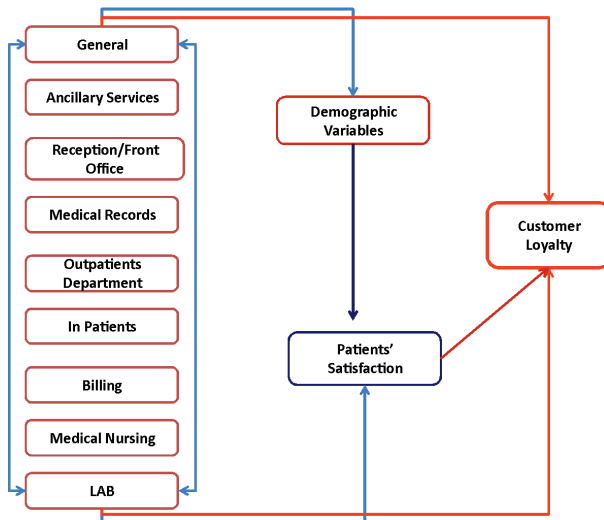 General
Ancillary Services
Reception/Front
Office
Medical Records
Outpatients
Department
In Patients
Billing
Medical Nursing
LAB
Demographic
Variables
Patients'
Satisfaction
Customer
Loyalty